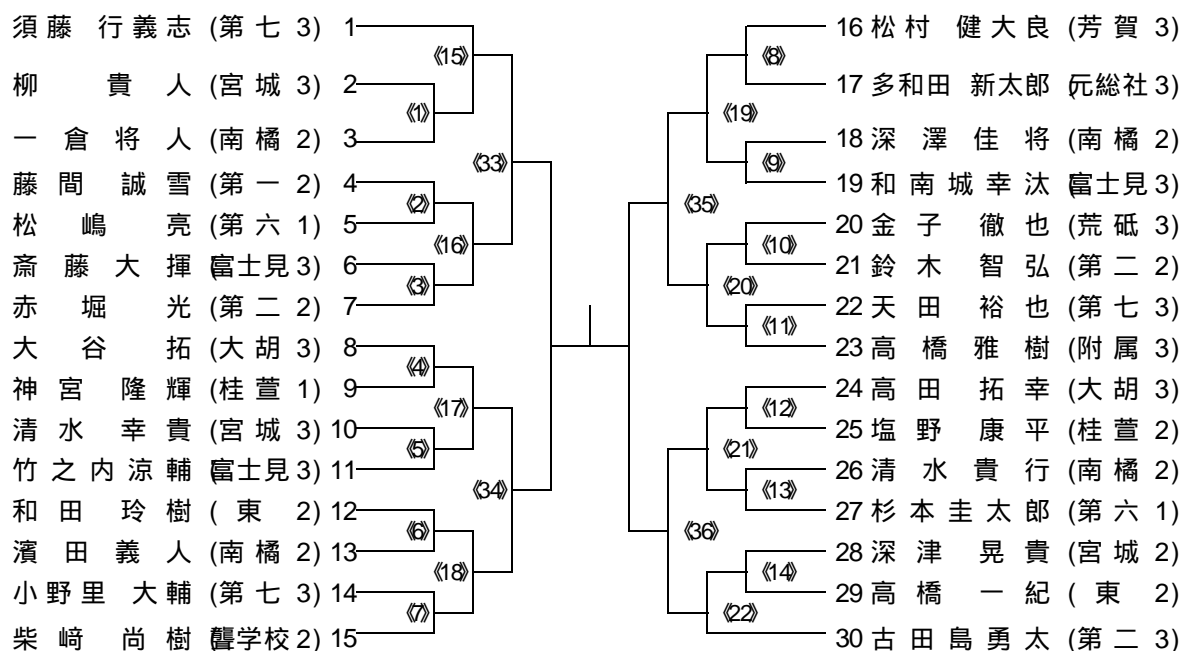 須藤 行義志 (第七 3) 1
《15》
柳 貴人 (宮城 3) 2
《1》
一倉将人 (南橘 2) 3
《33》
藤間 誠雪 (第一 2) 4
《2》
松嶋 亮 (第六 1) 5
《16》
斎藤大揮 (富士見 3) 6
《3》
赤堀 光 (第二 2) 7
大谷 拓 (大胡 3) 8
《4》
神宮 隆輝 (桂萱 1) 9
《17》
清水 幸貴 (宮城 3) 10
《5》
竹之内涼輔 (富士見 3) 11
《34》
和田 玲樹 (東 2) 12
《6》
濱田義人 (南橘 2) 13
《18》
小野里 大輔 (第七 3) 14
《7》
柴﨑 尚樹 (聾学校 2) 15
16 松村 健大良 (芳賀 3)
《8》
17 多和田 新太郎 (元総社 3)
《19》
18 深澤佳将 (南橘 2)
《9》
19 和南城幸汰 (富士見 3)
《35》
20 金子 徹也 (荒砥 3)
《10》
21 鈴木 智弘 (第二 2)
《20》
22 天田 裕也 (第七 3)
《11》
23 高橋雅樹 (附属 3)
24 高田 拓幸 (大胡 3)
《12》
25 塩野 康平 (桂萱 2)
《21》
26 清水貴行 (南橘 2)
《13》
27 杉本圭太郎 (第六 1)
《36》
28 深津 晃貴 (宮城 2)
《14》
29 高橋 一紀 (東 2)
《22》
30 古田島勇太 (第二 3)